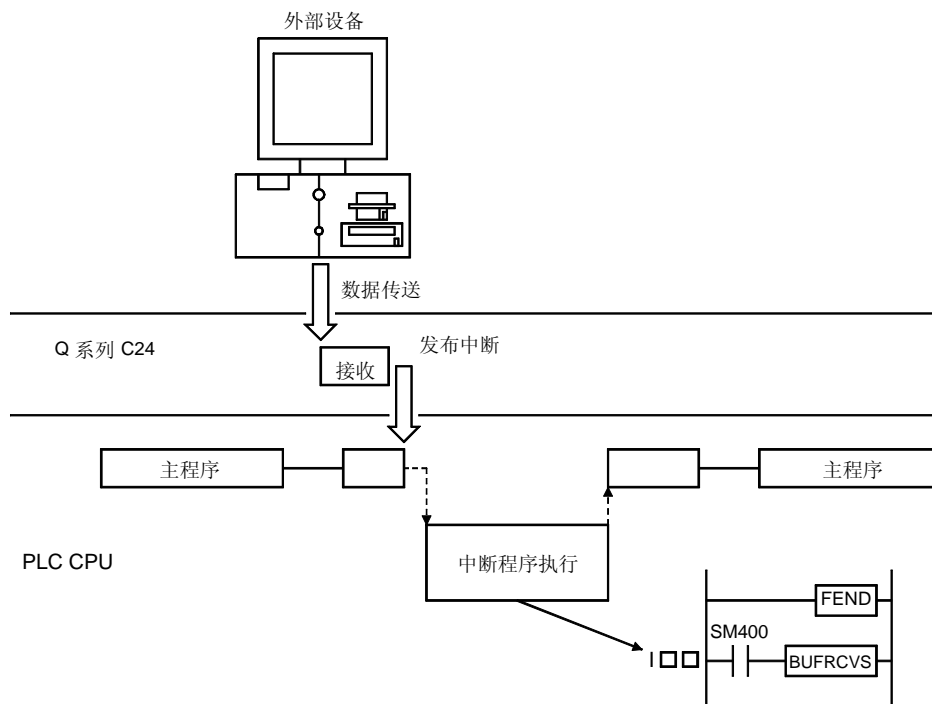 外部设备
数据传送
Q 系列 C24
发布中断
接收
主程序
主程序
PLC CPU
中断程序执行
FEND
SM400
I□□
BUFRCVS